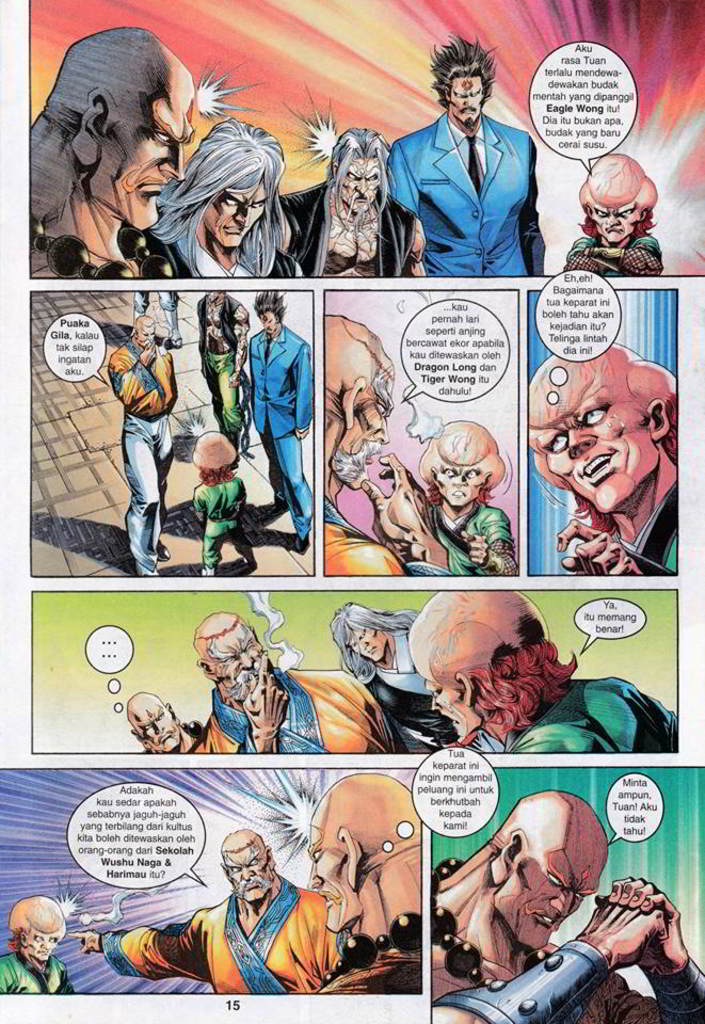 Aku
rasa Tuan
terlalu mendewa-
dewakan budak
mentah yang dipanggil
Eagle Wong itu!
Dia itu bukan apa,
budak yang baru
cerai susu.
Puaka
Gila, kalau
tak silap
ingatan
aku.
...kau
pernah lari
seperti anjing
bercawat ekor apabila
kau ditewaskan oleh
Dragon Long dan
Tiger Wong itu
dahulu!
Eh,eh!
Bagaimana
tua keparat ini
boleh tahu akan
kejadian itu?
Telinga lintah
dia ini!
...
...
Ya,
itu memang
benar!
Adakah
kau sedar apakah
sebabnya jaguh-jaguh
yang terbilang dari kultus
kita boleh ditewaskan oleh
orang-orang dari Sekolah
Wushu Naga &
Harimau itu?
Tua
keparat ini
ingin mengambil
peluang ini untuk
berkhutbah
kepada
kami!
Minta
ampun,
Tuan! Aku
tidak
tahu!
15